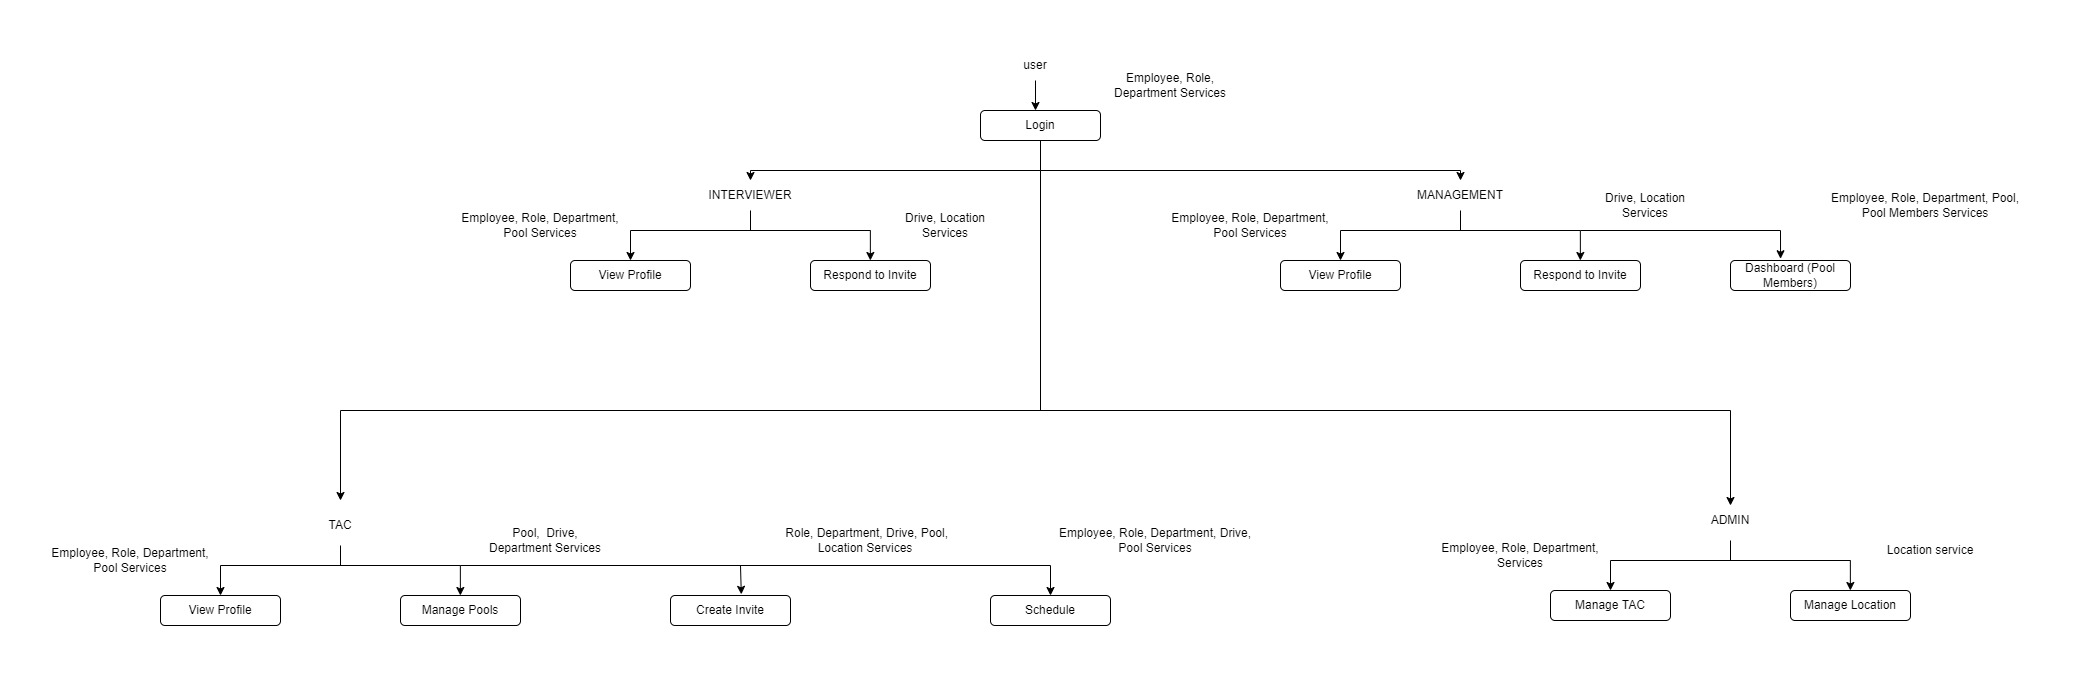 user
Employee, Role,
Department Services
Login
INTERVIEWER
Employee, Role, Department,
Pool Services
Drive, Location
Services
View Profile
Respond to Invite
MANAGEMENT
Employee, Role, Department,
Pool Services
Drive, Location
Services
Employee, Role, Department, Pool,
Pool Members Services
View Profile
Respond to Invite
Dashboard (Pool
Members)
TAC
Employee, Role, Department,
Pool Services
Pool,  Drive,
Department Services
Role, Department, Drive, Pool,
Location Services
Employee, Role, Department, Drive,
Pool Services
View Profile
Manage Pools
Create Invite
Schedule
ADMIN
Employee, Role, Department,
Services
Location service
Manage TAC
Manage Location